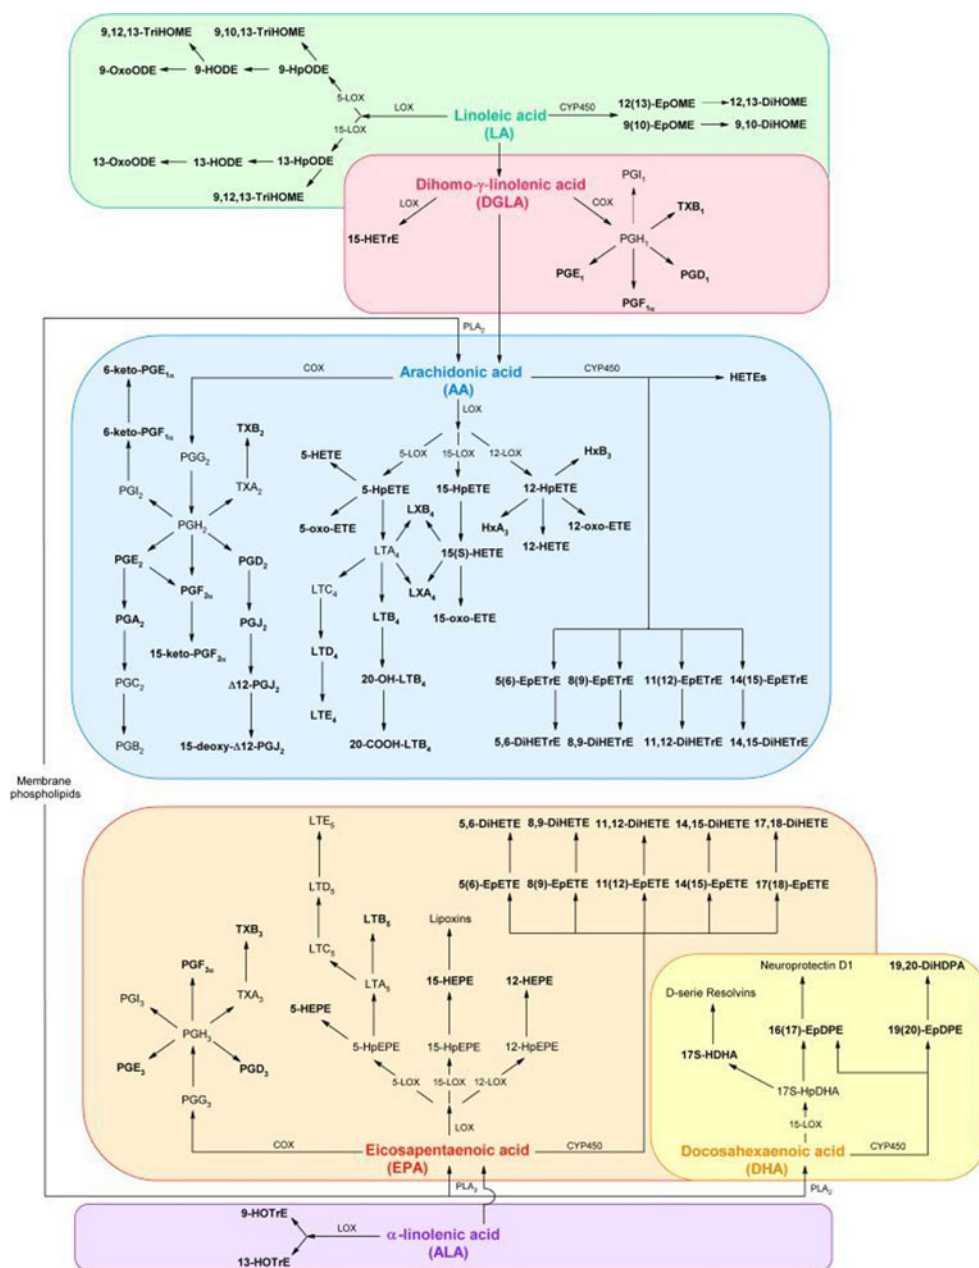 9,12,13-TriHOME
9,10,13-TriHOME
9-OxoODE
9-HODE
9-HpODE
5-LOX
LOX
15-LOX
Linoleic acid
(LA)
CYP450
12(13)-EpOME
12,13-DiHOME
9(10)-EpOME
9,10-DiHOME
13-OxoODE
13-HODE
13-HpODE
9,12,13-TriHOME
Dihomo-γ-linolenic acid
(DGLA)
LOX
COX
15-HETrE
PGI₁
TXB₁
PGH₁
PGE₁
PGD₁
PGF₁α
PLA₂
Arachidonic acid
(AA)
COX
CYP450
HETEs
LOX
6-keto-PGE₁α
6-keto-PGF₁α
TXB₂
PGG₂
PGI₂
TXA₂
PGH₂
PGE₂
PGD₂
PGF₂α
PGA₂
PGJ₂
15-keto-PGF₂α
PGC₂
Δ12-PGJ₂
PGB₂
15-deoxy-Δ12-PGJ₂
5-LOX
15-LOX
12-LOX
5-HETE
HxB₃
5-HpETE
15-HpETE
12-HpETE
LXB₄
5-oxo-ETE
HxA₃
12-oxo-ETE
12-HETE
LTA₄
15(S)-HETE
LTC₄
LXA₄
LTB₄
15-oxo-ETE
LTD₄
20-OH-LTB₄
LTE₄
20-COOH-LTB₄
5(6)-EpETrE
8(9)-EpETrE
11(12)-EpETrE
14(15)-EpETrE
5,6-DiHETrE
8,9-DiHETrE
11,12-DiHETrE
14,15-DiHETrE
Membrane
phospholipids
5,6-DiHETE
8,9-DiHETE
11,12-DiHETE
14,15-DiHETE
17,18-DiHETE
5(6)-EpETE
8(9)-EpETE
11(12)-EpETE
14(15)-EpETE
17(18)-EpETE
LTE₅
LTD₅
LTC₅
LTB₅
Lipoxins
LTA₅
15-HEPE
12-HEPE
5-HEPE
5-HpEPE
15-HpEPE
12-HpEPE
5-LOX
15-LOX
12-LOX
LOX
TXB₃
PGF₃α
PGI₃
TXA₃
PGH₃
PGE₃
PGD₃
PGG₃
COX
Eicosapentaenoic acid
(EPA)
CYP450
PLA₂
Neuroprotectin D1
19,20-DiHDPA
D-serie Resolvins
16(17)-EpDPE
19(20)-EpDPE
17S-HDHA
17S-HpDHA
15-LOX
Docosahexaenoic acid
(DHA)
CYP450
PLA₂
9-HOTrE
LOX
13-HOTrE
α-linolenic acid
(ALA)